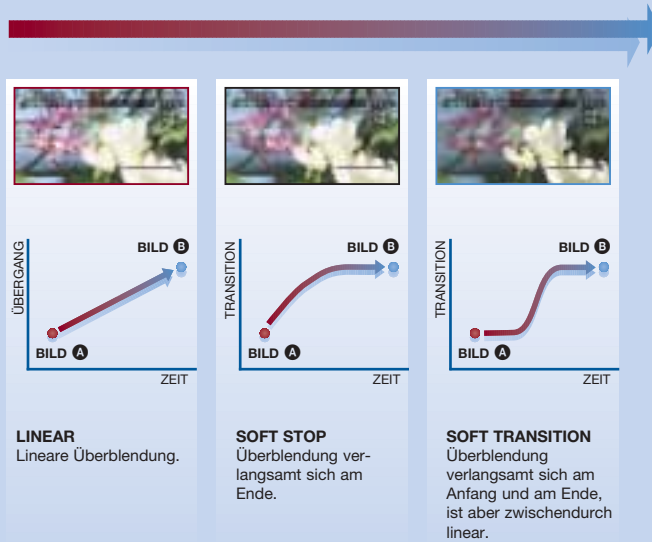 ÜBERGANG
BILD B
BILD A
ZEIT
LINEAR
Lineare Überblendung.
TRANSITION
BILD B
BILD A
ZEIT
SOFT STOP
Überblendung ver-
langsamt sich am
Ende.
TRANSITION
BILD B
BILD A
ZEIT
SOFT TRANSITION
Überblendung
verlangsamt sich am
Anfang und am Ende,
ist aber zwischendurch
linear.